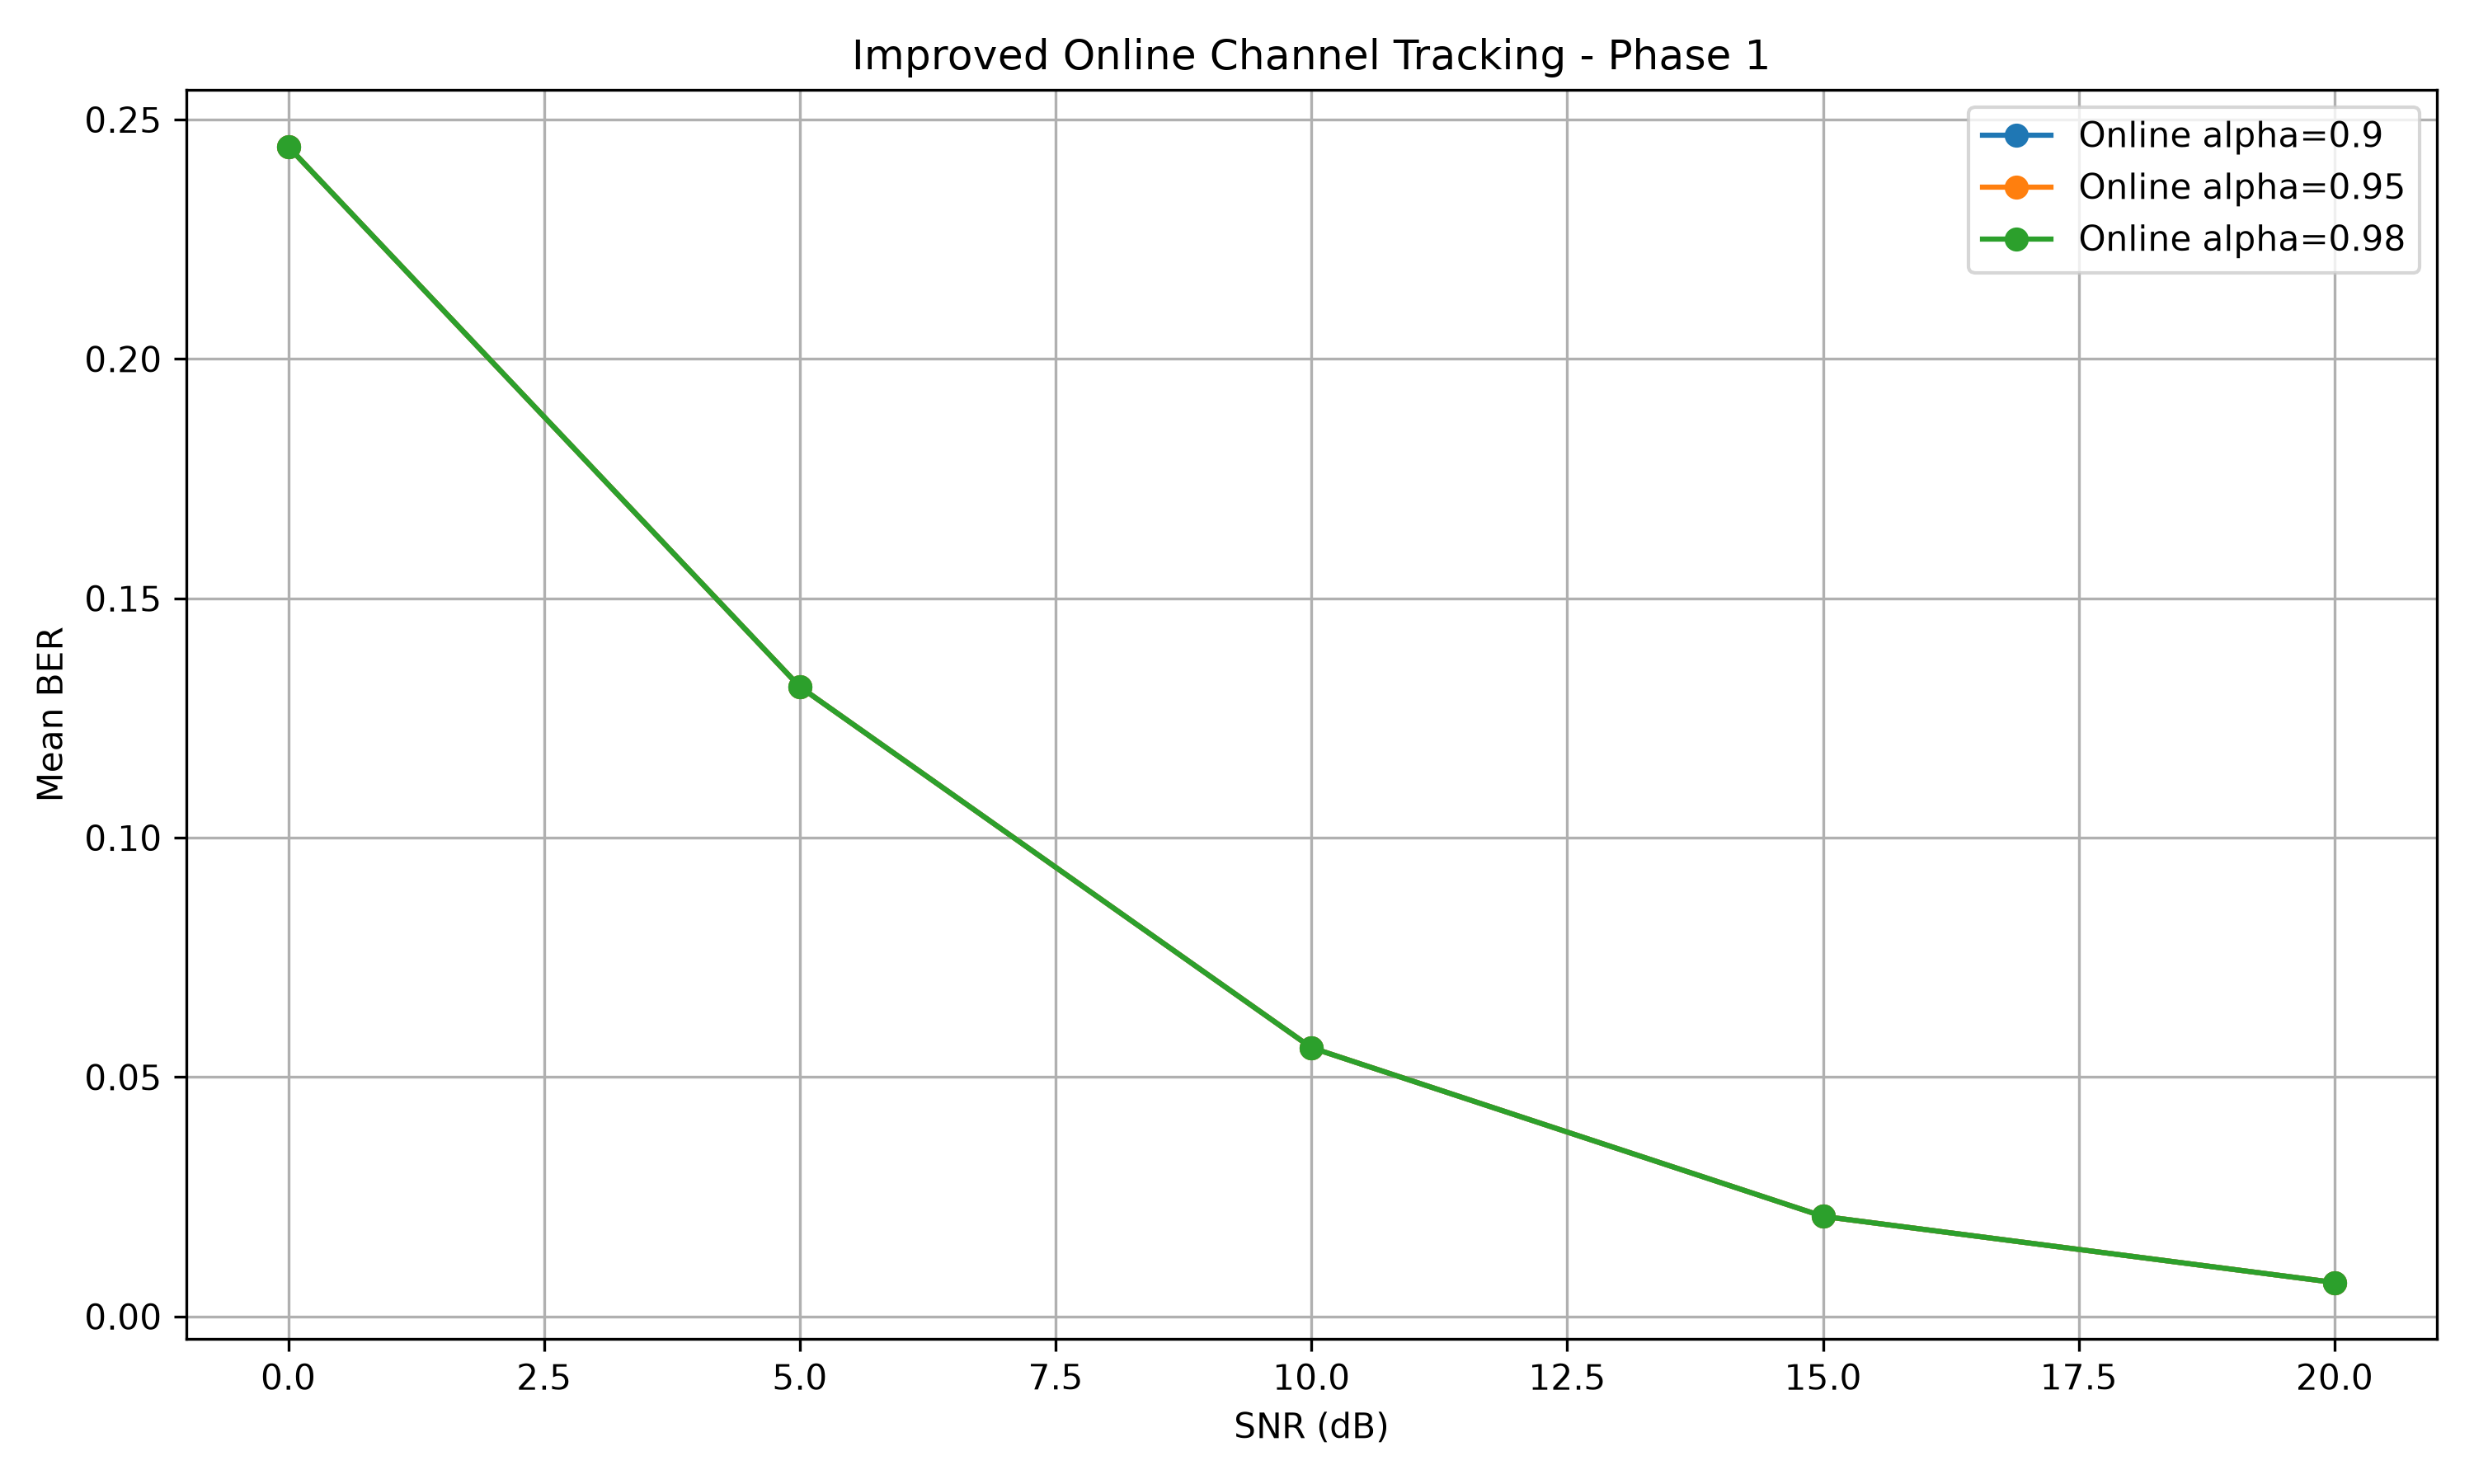 Improved Online Channel Tracking - Phase 1
Online alpha=0.9
Online alpha=0.95
Online alpha=0.98
0.25
0.20
0.15
0.10
0.05
0.00
Mean BER
0.0 2.5 5.0 7.5 10.0 12.5 15.0 17.5 20.0
SNR (dB)